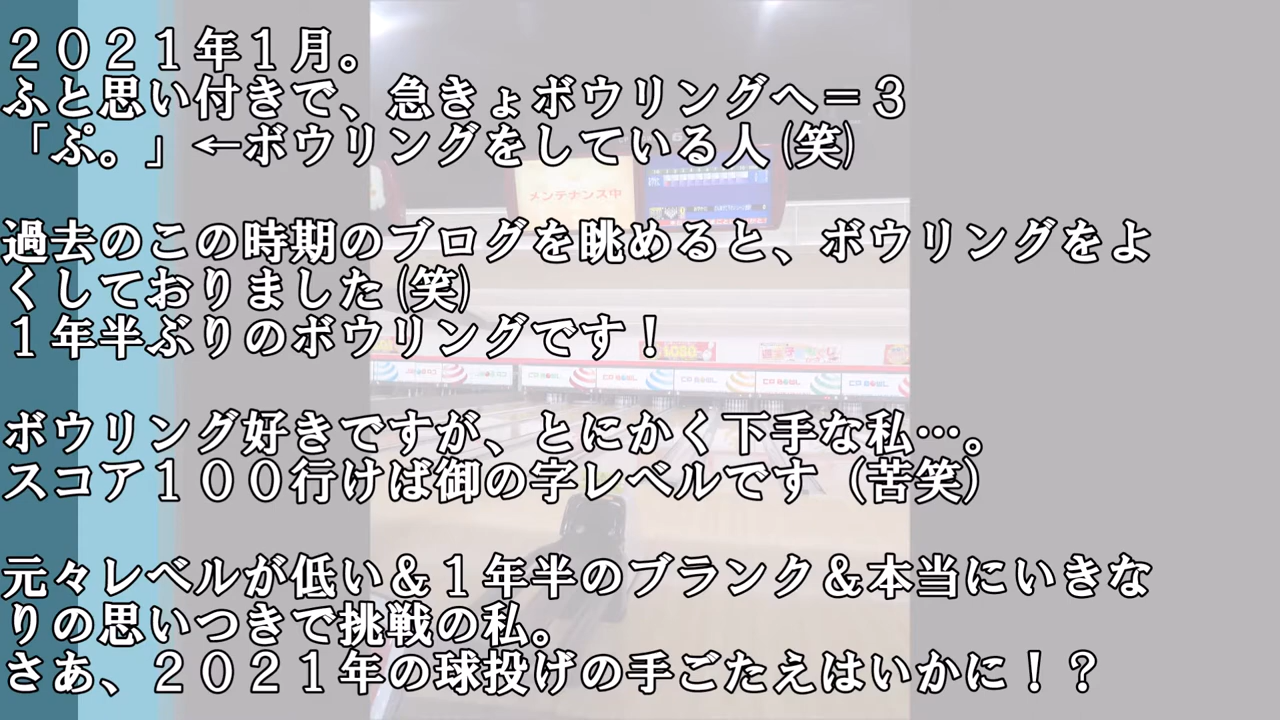 ２０２１年１月。
ふと思い付きで、急きょボウリングへ＝３
「ぷ。」←ボウリングをしている人(笑)
メンテナンス中
過去のこの時期のブログを眺めると、ボウリングをよ
くしておりました(笑)
１年半ぶりのボウリングです！
ボウリング好きですが、とにかく下手な私…。
スコア１００行けば御の字レベルです（苦笑）
元々レベルが低い＆１年半のブランク＆本当にいきな
りの思いつきで挑戦の私。
さあ、２０２１年の球投げの手ごたえはいかに！？